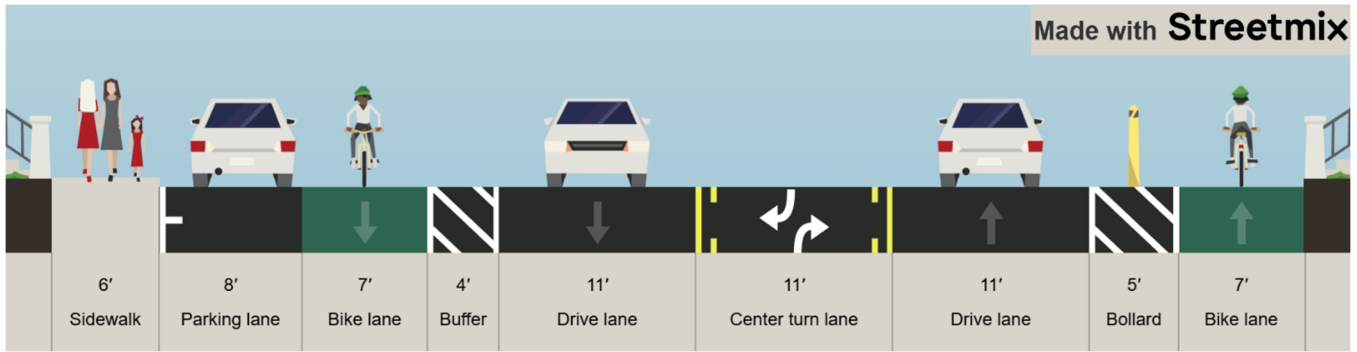 Made with Streetmix
6′ 8′ 7′ 4′ 11′ 11′ 11′ 5′ 7′
Sidewalk Parking lane Bike lane Buffer Drive lane Center turn lane Drive lane Bollard Bike lane